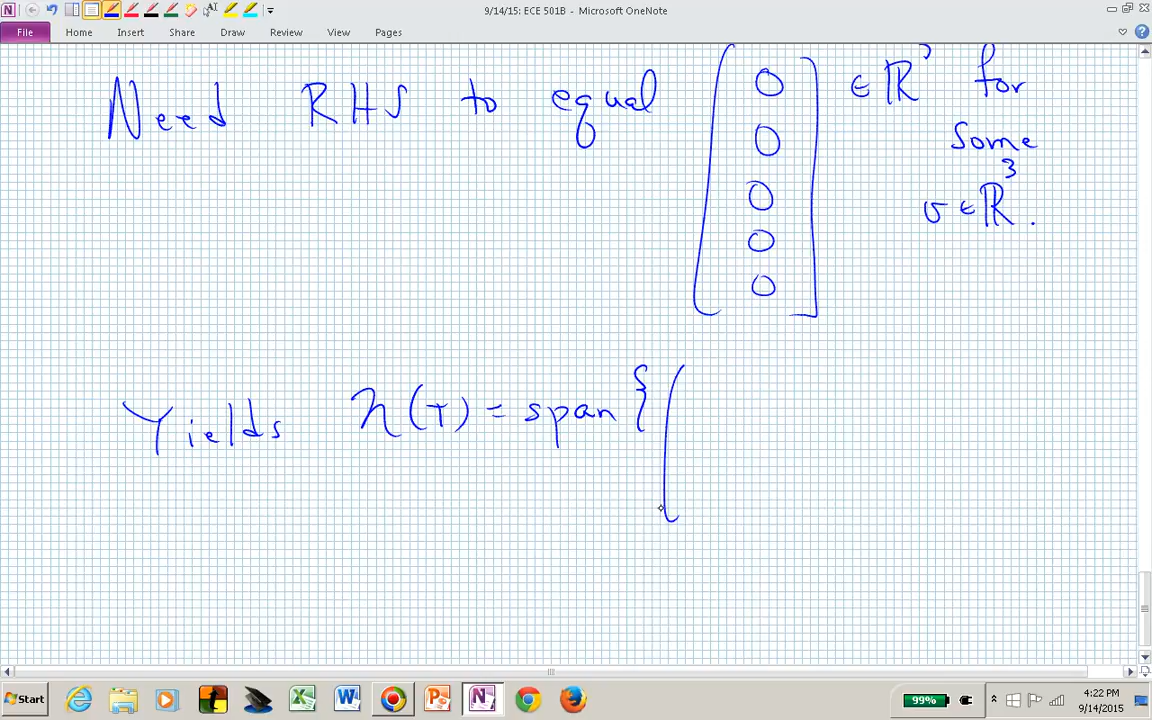 9/14/15: ECE 501B - Microsoft OneNote
File Home Insert Share Draw Review View Pages
Need RHS to equal ( 0 0 0 0 0 ) ∈ ℝ for
some
v ∈ ℝ³.
Yields N(T) = span { (
Start
99%
4:22 PM
9/14/2015